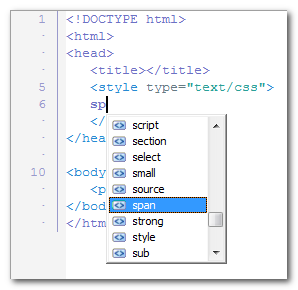 1 <!DOCTYPE html>
<html>
<head>
<title></title>
5 <style type="text/css">
6 sp
</
</hea
10 <body
<p
</bod
</htm
script
section
select
small
source
span
strong
style
sub